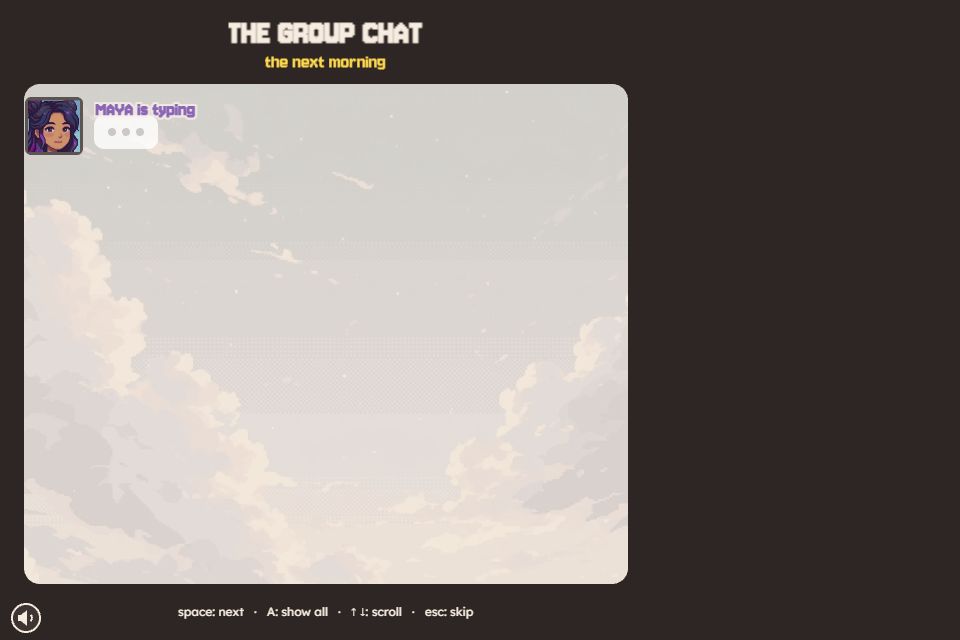 THE GROUP CHAT
the next morning
MAYA is typing
space: next · A: show all · ↑↓: scroll · esc: skip